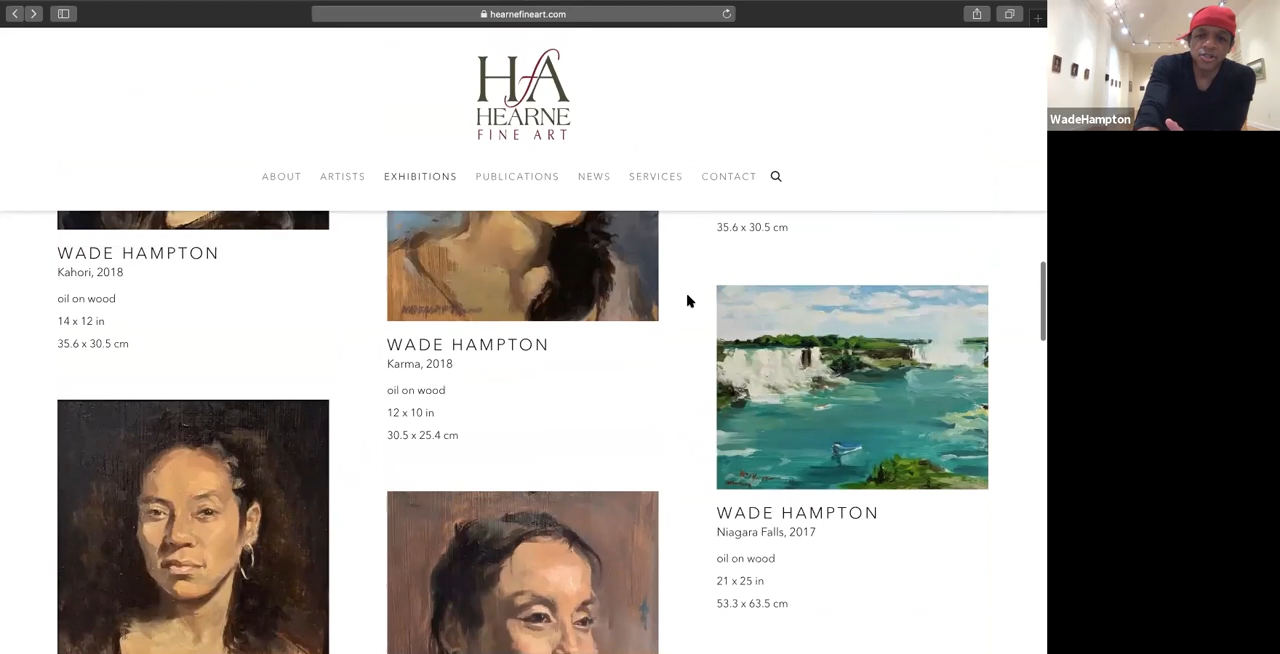 hearnefineart.com
HfA
HEARNE
FINE ART
ABOUT ARTISTS EXHIBITIONS PUBLICATIONS NEWS SERVICES CONTACT
WadeHampton
WADE HAMPTON
Kahori, 2018
oil on wood
14 x 12 in
35.6 x 30.5 cm
WADE HAMPTON
Karma, 2018
oil on wood
12 x 10 in
30.5 x 25.4 cm
35.6 x 30.5 cm
WADE HAMPTON
Niagara Falls, 2017
oil on wood
21 x 25 in
53.3 x 63.5 cm